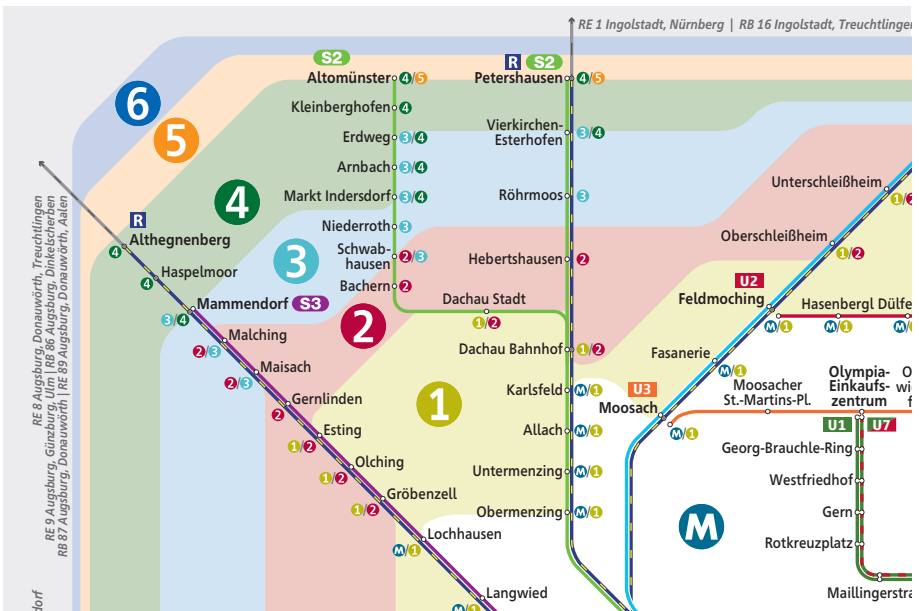 RE 1 Ingolstadt, Nürnberg | RB 16 Ingolstadt, Treuchtlingen
S2
R S2
Altomünster 4/5
Petershausen 4/5
6
5
4
3
2
1
M
Kleinberghofen 4
Erdweg 3/4
Vierkirchen-
Esterhofen 3/4
Arnbach 3/4
Markt Indersdorf 3/4
Röhrmoos 3
Niederroth 3
Schwab-
hausen 2/3
Hebertshausen 2
Bachern 2
Dachau Stadt
1/2
Dachau Bahnhof 1/2
Karlsfeld M/1
Allach M/1
Untermenzing M/1
Obermenzing M/1
R
Althegnenberg
4
Haspelmoor
4
Mammendorf S3
3/4
Malching
2/3
Maisach
2/3
Gernlinden
2
Esting
1/2
Olching
1/2
Gröbenzell
1/2
Lochhausen
M/1
Langwied
M/1
Unterschleißheim
1/2
Oberschleißheim
1/2
U2
Feldmoching
M/1
Hasenbergl
M/1
Dülfe
M/
Fasanerie
M/1
U3
Moosach
M/1
Moosacher
St.-Martins-Pl.
Olympia-
Einkaufs-
zentrum
O
wi
f
U1 U7
Georg-Brauchle-Ring
Westfriedhof
Gern
Rotkreuzplatz
Maillingerstra
RE 8 Augsburg, Donauwörth, Treuchtlingen
RE 9 Augsburg, Günzburg, Ulm | RB 86 Augsburg, Dinkelscherben
RB 87 Augsburg, Donauwörth | RE 89 Augsburg, Donauwörth, Aalen
dorf